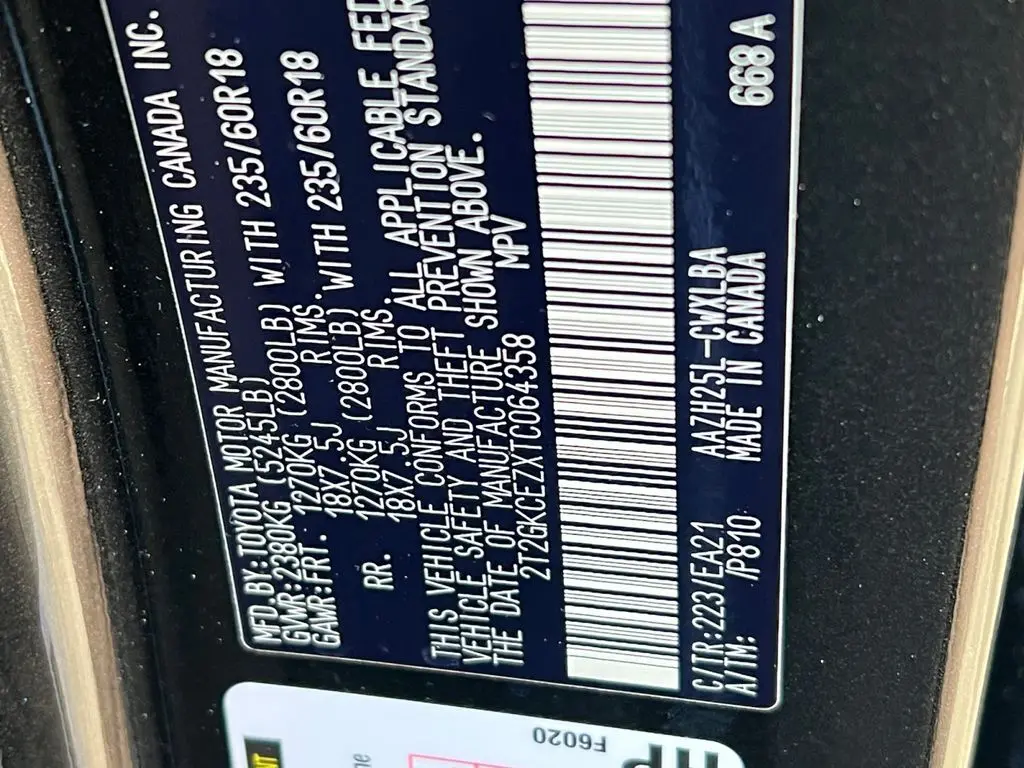 MFD.BY:TOYOTA MOTOR MANUFACTURING CANADA INC.
GVWR:2380KG (5245LB)
GAWR:FRT. 1270KG (2800LB) WITH 235/60R18
18X7.5J RIMS.
RR. 1270KG (2800LB) WITH 235/60R18
18X7.5J RIMS.
THIS VEHICLE CONFORMS TO ALL APPLICABLE FED
VEHICLE SAFETY AND THEFT PREVENTION STANDAR
THE DATE OF MANUFACTURE SHOWN ABOVE.
2T2GKCEZXTC064358 MPV
C/TR:223/EA21 AAZH25L-CWXLBA 668A
A/TM: /P810 MADE IN CANADA
F6020